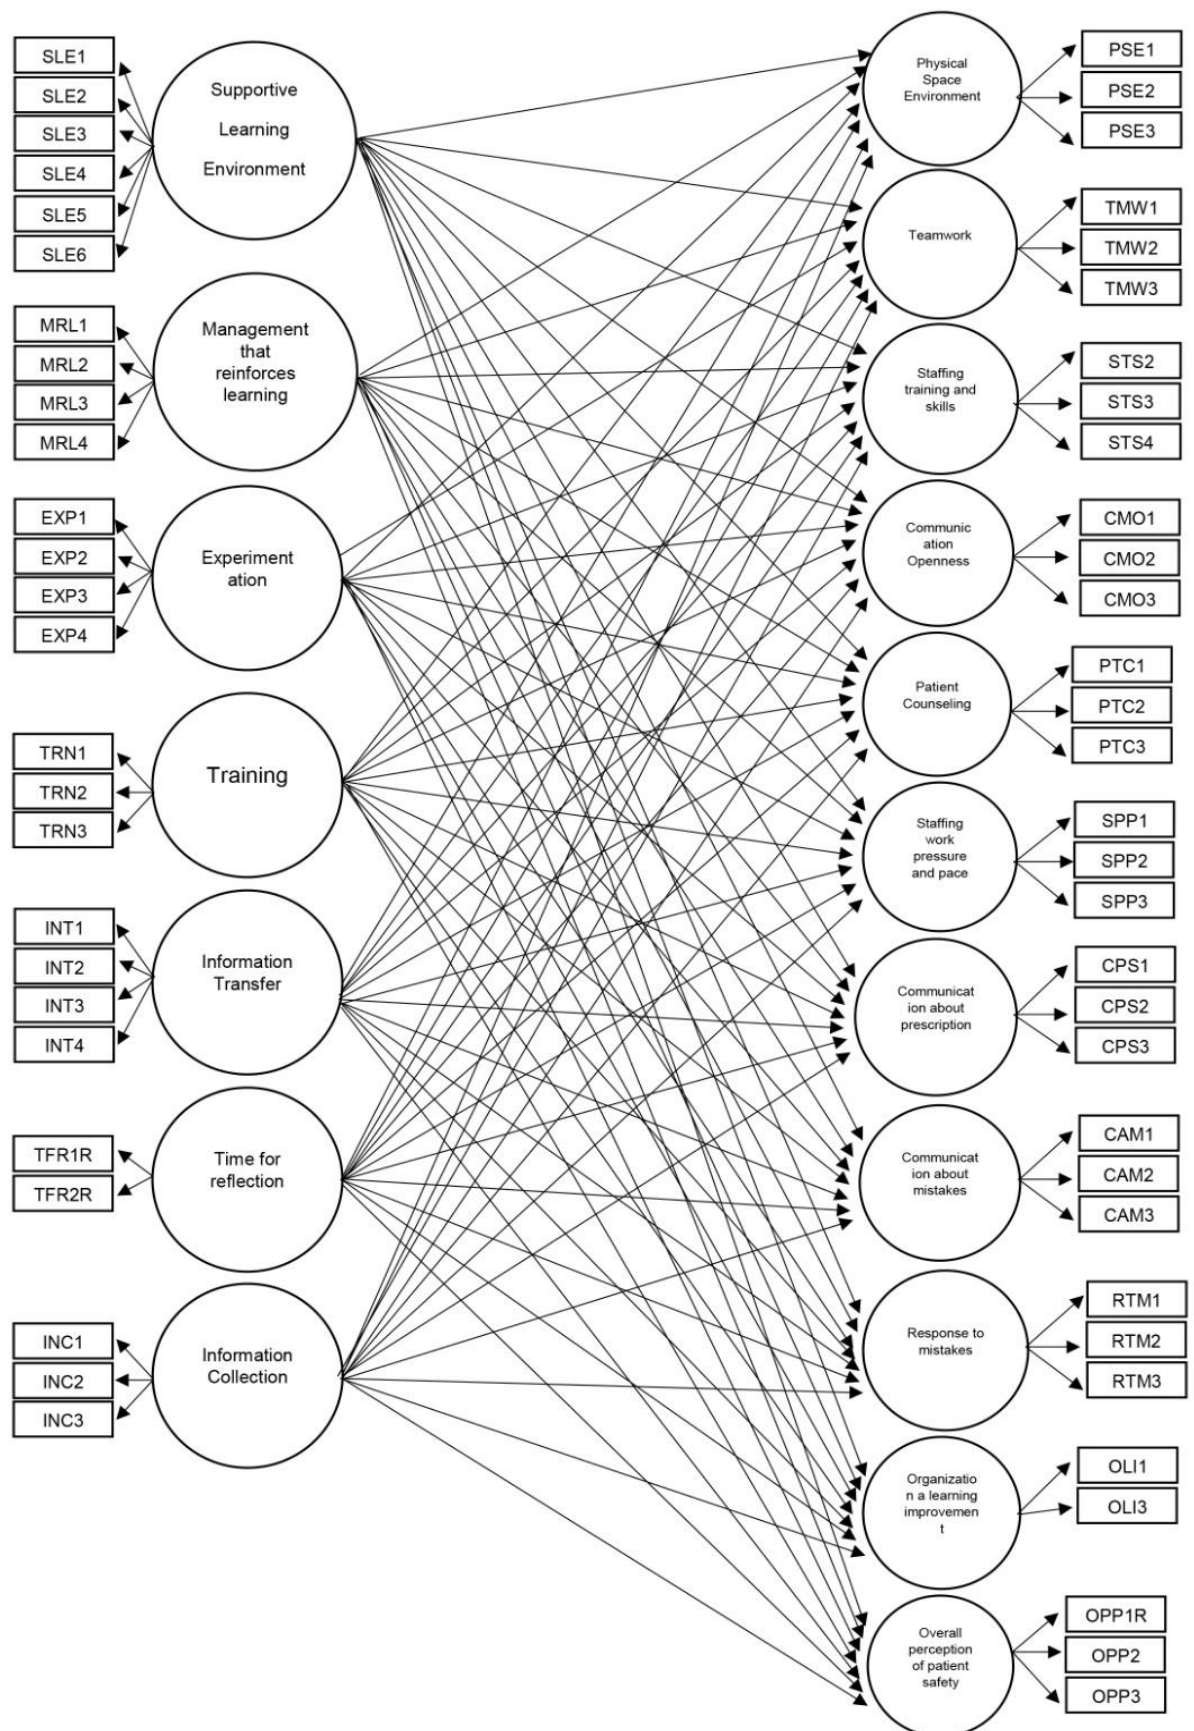 SLE1
SLE2
SLE3
SLE4
SLE5
SLE6
Supportive
Learning
Environment
MRL1
MRL2
MRL3
MRL4
Management
that
reinforces
learning
EXP1
EXP2
EXP3
EXP4
Experiment
ation
TRN1
TRN2
TRN3
Training
INT1
INT2
INT3
INT4
Information
Transfer
TFR1R
TFR2R
Time for
reflection
INC1
INC2
INC3
Information
Collection
Physical
Space
Environment
PSE1
PSE2
PSE3
Teamwork
TMW1
TMW2
TMW3
Staffing
training and
skills
STS2
STS3
STS4
Communic
ation
Openness
CMO1
CMO2
CMO3
Patient
Counseling
PTC1
PTC2
PTC3
Staffing
work
pressure
and pace
SPP1
SPP2
SPP3
Communicat
ion about
prescription
CPS1
CPS2
CPS3
Communicat
ion about
mistakes
CAM1
CAM2
CAM3
Response to
mistakes
RTM1
RTM2
RTM3
Organizatio
n a learning
improvemen
t
OLI1
OLI3
Overall
perception
of patient
safety
OPP1R
OPP2
OPP3